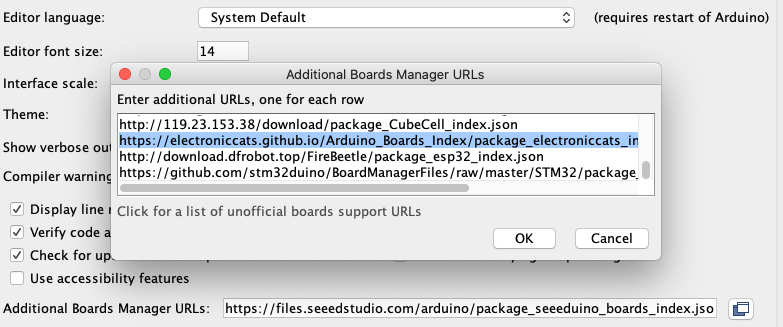 Editor language:
System Default
(requires restart of Arduino)
Editor font size:
14
Interface scale:
Theme:
Show verbose
Compiler
Display line
Verify code
Check for
Use accessibility features
Additional Boards Manager URLs:
https://files.seeedstudio.com/arduino/package_seeeduino_boards_index.jso
Additional Boards Manager URLs
Enter additional URLs, one for each row
http://119.23.153.38/download/package_CubeCell_index.json
https://electroniccats.github.io/Arduino_Boards_Index/package_electroniccats_in
http://download.dfrobot.top/FireBeetle/package_esp32_index.json
https://github.com/stm32duino/BoardManagerFiles/raw/master/STM32/package_
Click for a list of unofficial boards support URLs
OK
Cancel